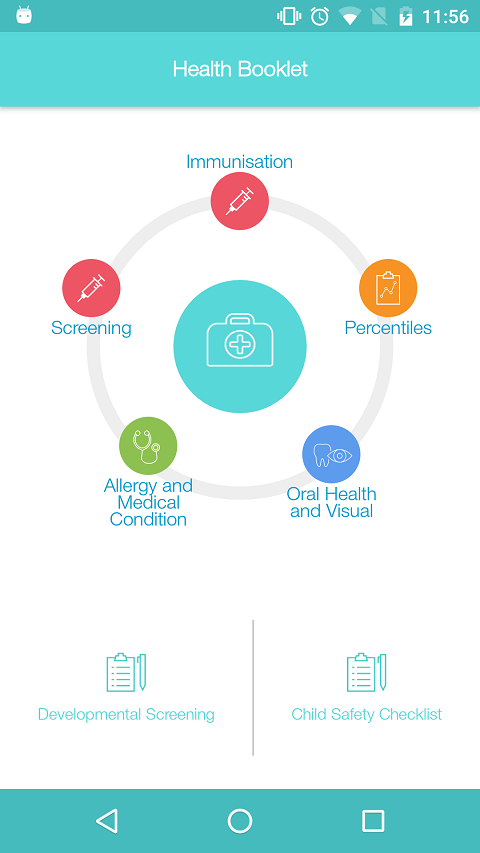 11:56
Health Booklet
Immunisation
Screening
Percentiles
Allergy and
Medical
Condition
Oral Health
and Visual
Developmental Screening
Child Safety Checklist